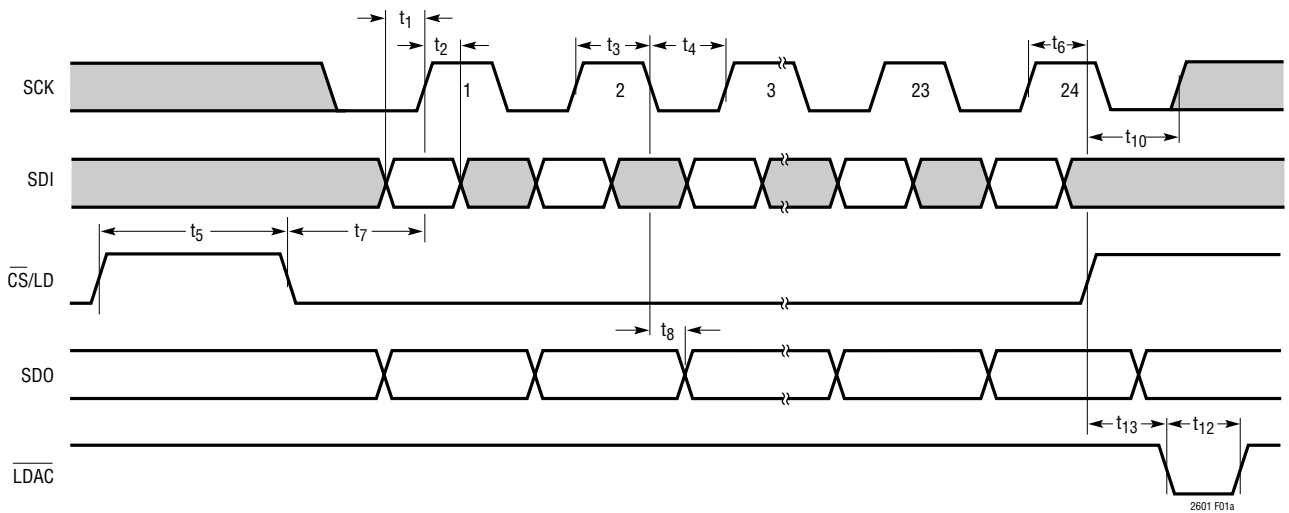 t1
t2
t3
t4
t6
SCK
1
2
3
23
24
t10
SDI
t5
t7
CS/LD
t8
SDO
t13
t12
LDAC
2601 F01a